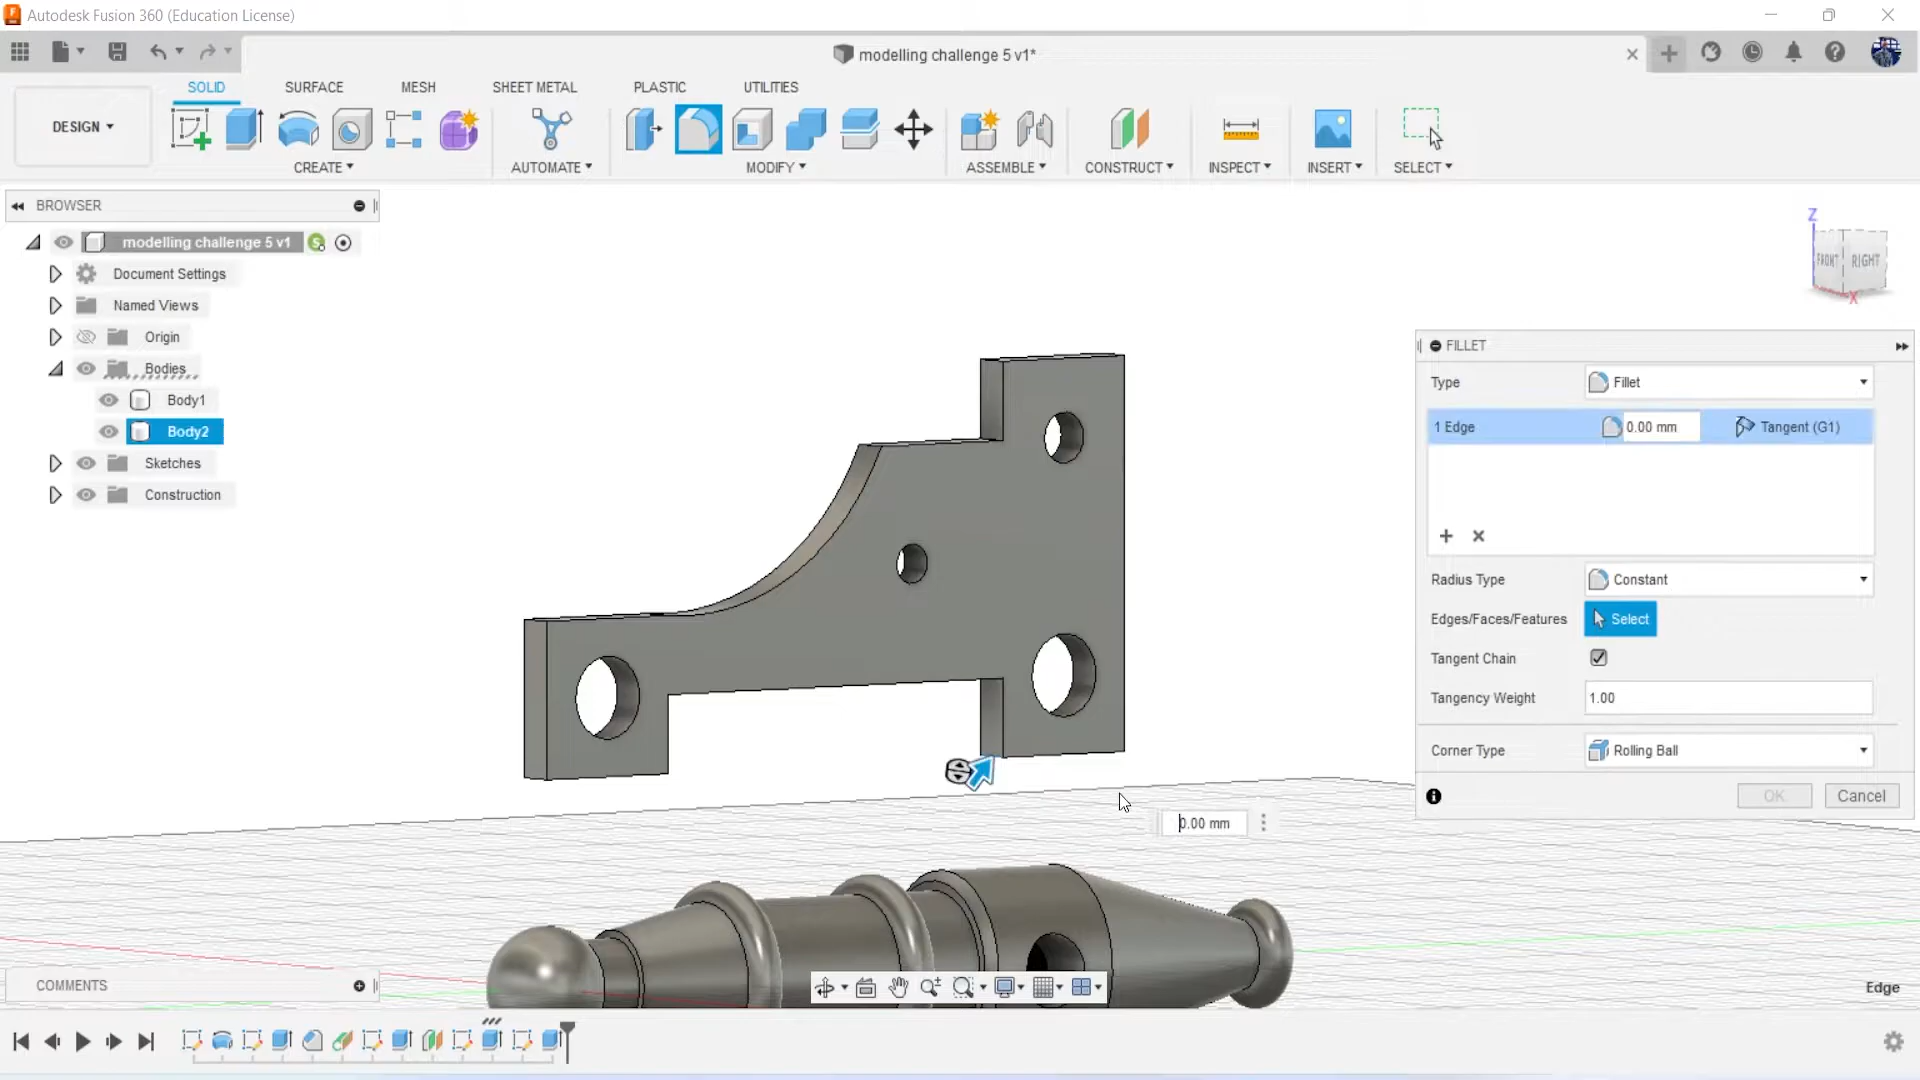 Autodesk Fusion 360 (Education License)
modelling challenge 5 v1*
SOLID SURFACE MESH SHEET METAL PLASTIC UTILITIES
DESIGN
CREATE AUTOMATE MODIFY ASSEMBLE CONSTRUCT INSPECT INSERT SELECT
BROWSER
modelling challenge 5 v1
Document Settings
Named Views
Origin
Bodies
Body1
Body2
Sketches
Construction
Z
FRONT RIGHT
X
FILLET
Type Fillet
1 Edge 0.00 mm Tangent (G1)
Radius Type Constant
Edges/Faces/Features Select
Tangent Chain
Tangency Weight 1.00
Corner Type Rolling Ball
OK Cancel
0.00 mm
COMMENTS
Edge